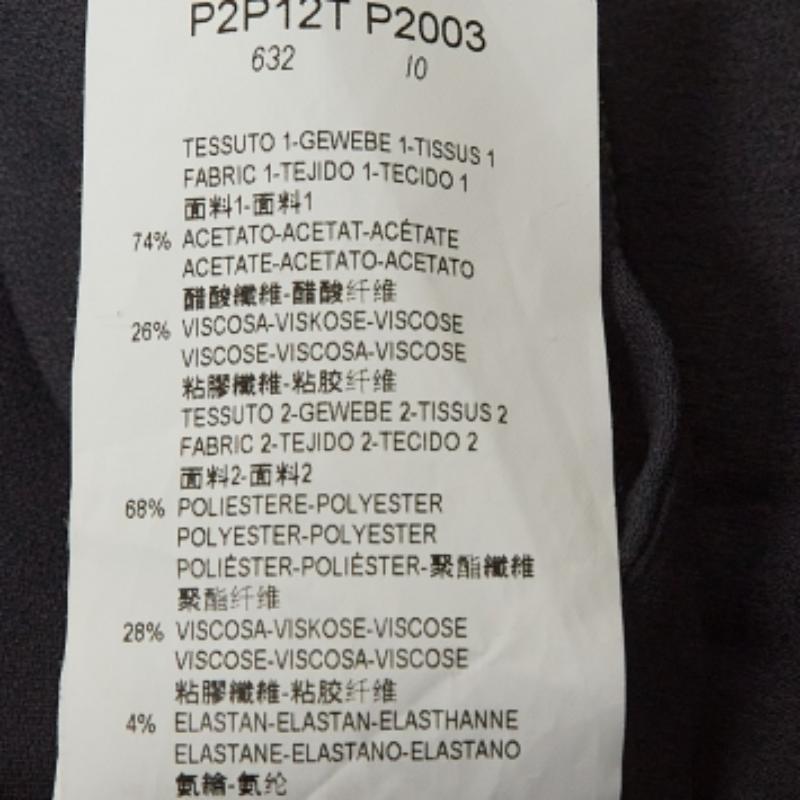 P2P12T P2003
632 10
TESSUTO 1-GEWEBE 1-TISSUS 1
FABRIC 1-TEJIDO 1-TECIDO 1
面料1-面料1
74% ACETATO-ACETAT-ACÉTATE
ACETATE-ACETATO-ACETATO
醋酸纖維-醋酸纤维
26% VISCOSA-VISKOSE-VISCOSE
VISCOSE-VISCOSA-VISCOSE
粘膠纖維-粘胶纤维
TESSUTO 2-GEWEBE 2-TISSUS 2
FABRIC 2-TEJIDO 2-TECIDO 2
面料2-面料2
68% POLIESTERE-POLYESTER
POLYESTER-POLYESTER
POLIÉSTER-POLIÉSTER-聚酯纖維
聚酯纤维
28% VISCOSA-VISKOSE-VISCOSE
VISCOSE-VISCOSA-VISCOSE
粘膠纖維-粘胶纤维
4% ELASTAN-ELASTAN-ELASTHANNE
ELASTANE-ELASTANO-ELASTANO
氨綸-氨纶